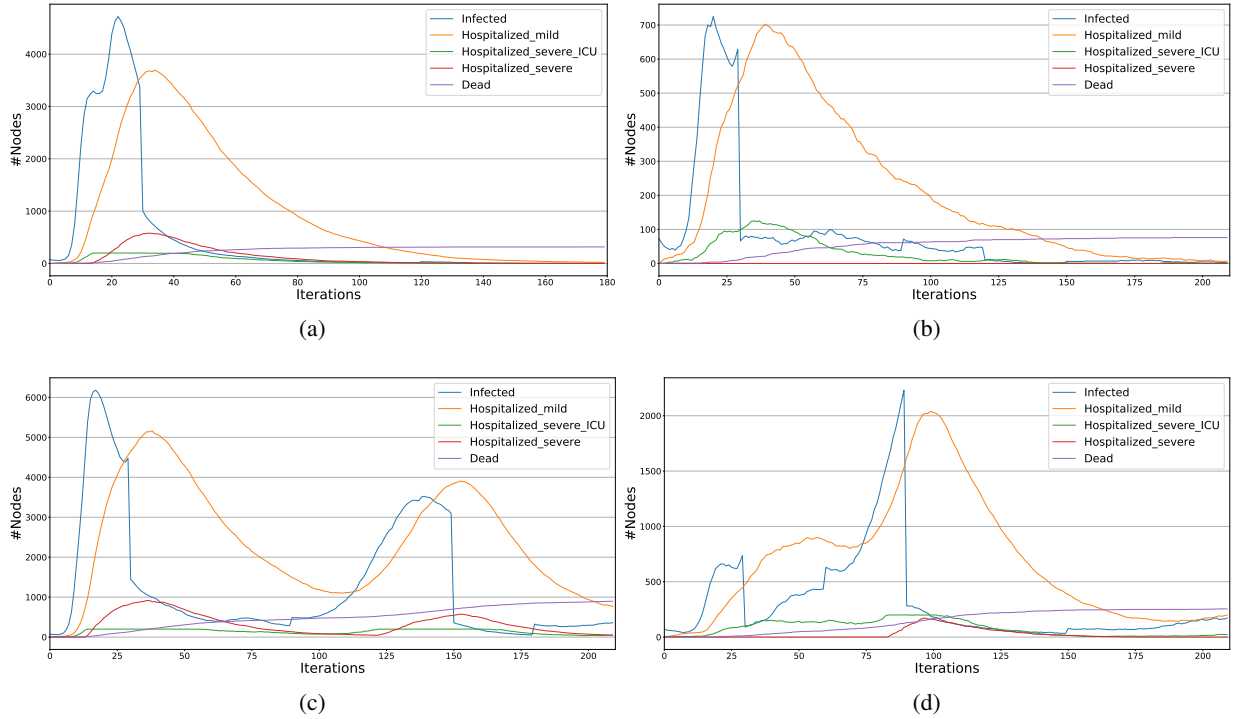 Infected
Hospitalized_mild
Hospitalized_severe_ICU
Hospitalized_severe
Dead
#Nodes
4000
3000
2000
1000
0
0 20 40 60 80 100 120 140 160 180
Iterations
(a)
Infected
Hospitalized_mild
Hospitalized_severe_ICU
Hospitalized_severe
Dead
#Nodes
700
600
500
400
300
200
100
0
0 25 50 75 100 125 150 175 200
Iterations
(b)
Infected
Hospitalized_mild
Hospitalized_severe_ICU
Hospitalized_severe
Dead
#Nodes
6000
5000
4000
3000
2000
1000
0
0 25 50 75 100 125 150 175 200
Iterations
(c)
Infected
Hospitalized_mild
Hospitalized_severe_ICU
Hospitalized_severe
Dead
#Nodes
2000
1500
1000
500
0
0 25 50 75 100 125 150 175 200
Iterations
(d)